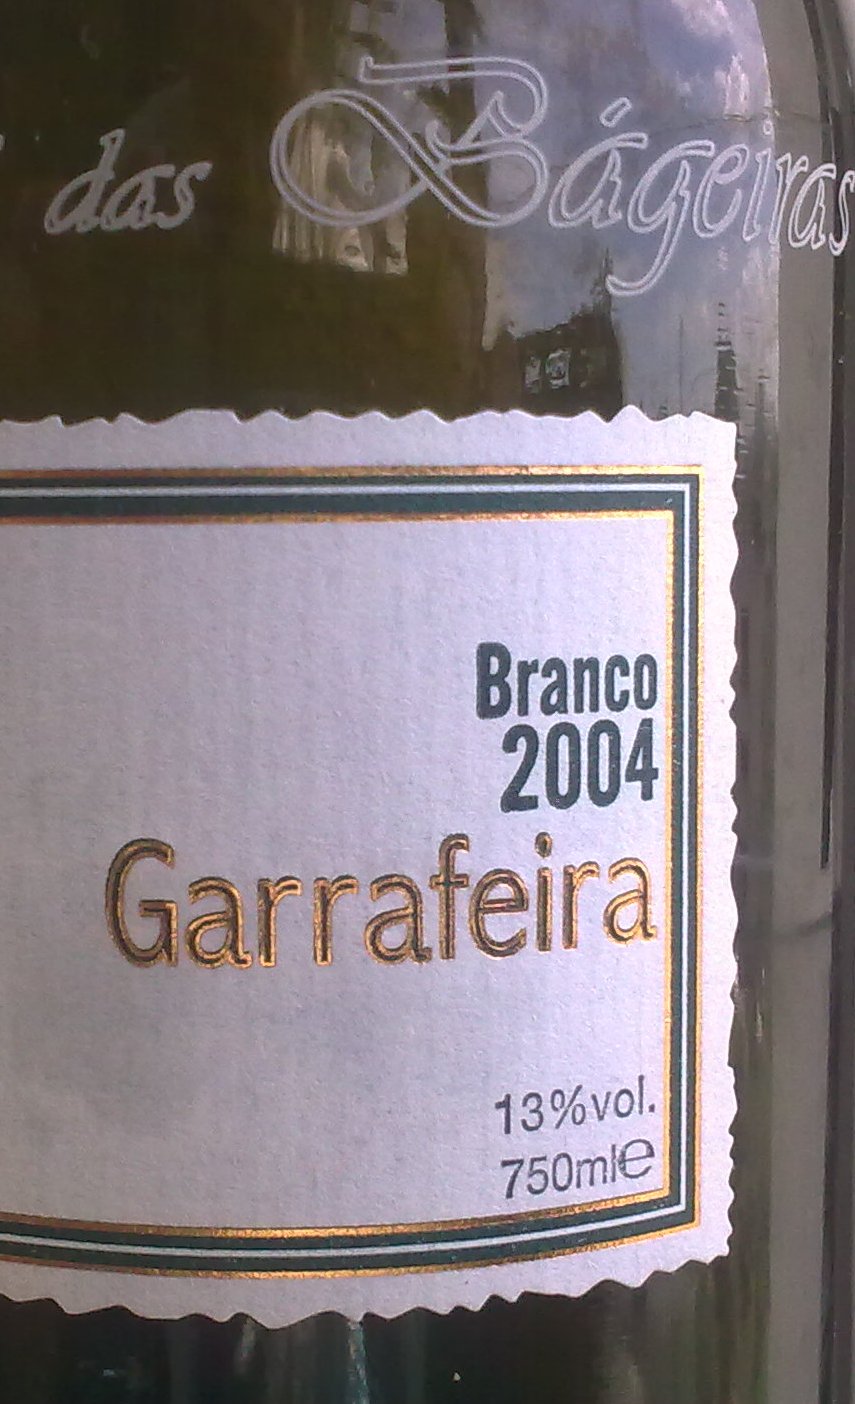 das Bágeiras
Branco
2004
Garrafeira
13%vol.
750ml℮